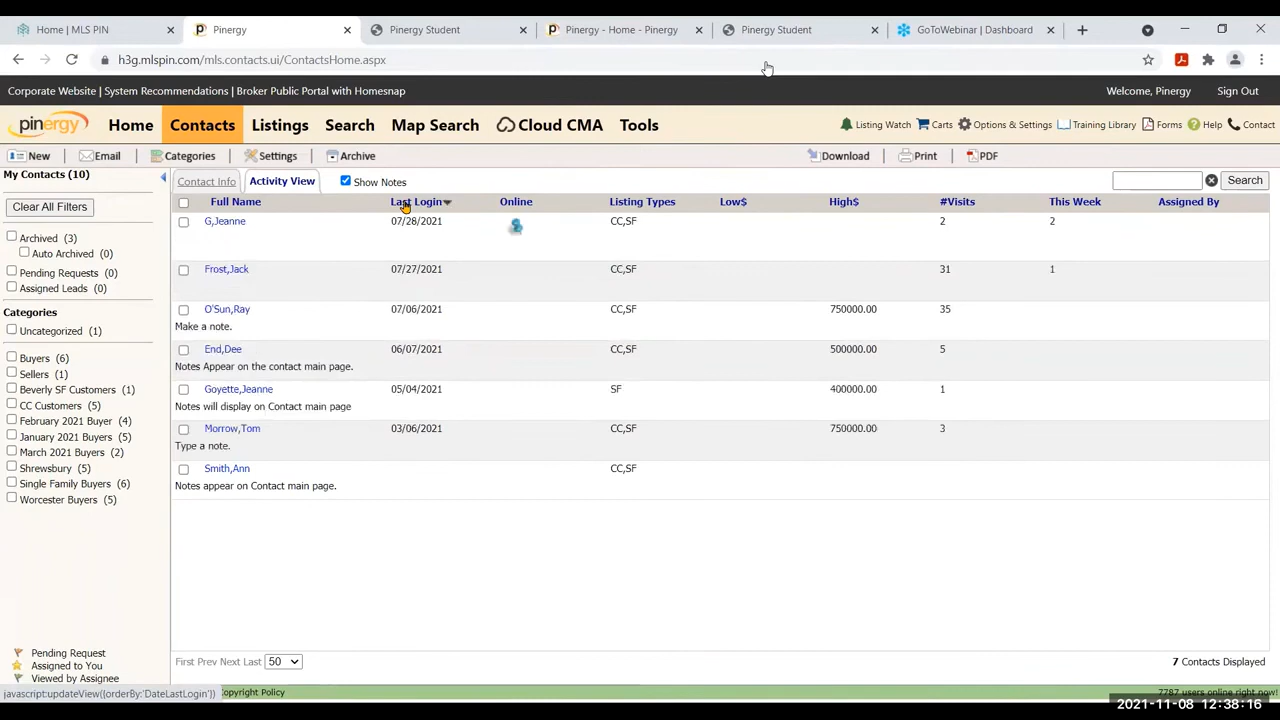 Home | MLS PIN
Pinergy
Pinergy Student
Pinergy - Home - Pinergy
Pinergy Student
GoToWebinar | Dashboard
h3g.mlspin.com/mls.contacts.ui/ContactsHome.aspx
Corporate Website | System Recommendations | Broker Public Portal with Homesnap
Welcome, Pinergy
Sign Out
pinergy
Home
Contacts
Listings
Search
Map Search
Cloud CMA
Tools
Listing Watch
Carts
Options & Settings
Training Library
Forms
Help
Contact
New
Email
Categories
Settings
Archive
Download
Print
PDF
My Contacts (10)
Contact Info
Activity View
Show Notes
Search
Clear All Filters
Full Name
Last Login
Online
Listing Types
Low$
High$
#Visits
This Week
Assigned By
G,Jeanne 07/28/2021 CC,SF 2 2
Frost,Jack 07/27/2021 CC,SF 31 1
O'Sun,Ray 07/06/2021 CC,SF 750000.00 35
Make a note.
End,Dee 06/07/2021 CC,SF 500000.00 5
Notes Appear on the contact main page.
Goyette,Jeanne 05/04/2021 SF 400000.00 1
Notes will display on Contact main page
Morrow,Tom 03/06/2021 CC,SF 750000.00 3
Type a note.
Smith,Ann CC,SF
Notes appear on Contact main page.
Archived (3)
Auto Archived (0)
Pending Requests (0)
Assigned Leads (0)
Categories
Uncategorized (1)
Buyers (6)
Sellers (1)
Beverly SF Customers (1)
CC Customers (5)
February 2021 Buyer (4)
January 2021 Buyers (5)
March 2021 Buyers (2)
Shrewsbury (5)
Single Family Buyers (6)
Worcester Buyers (5)
Pending Request
Assigned to You
Viewed by Assignee
First Prev Next Last 50
7 Contacts Displayed
javascript:updateView({orderBy:'DateLastLogin'})
opyright Policy
7787 users online right now!
2021-11-08 12:38:16